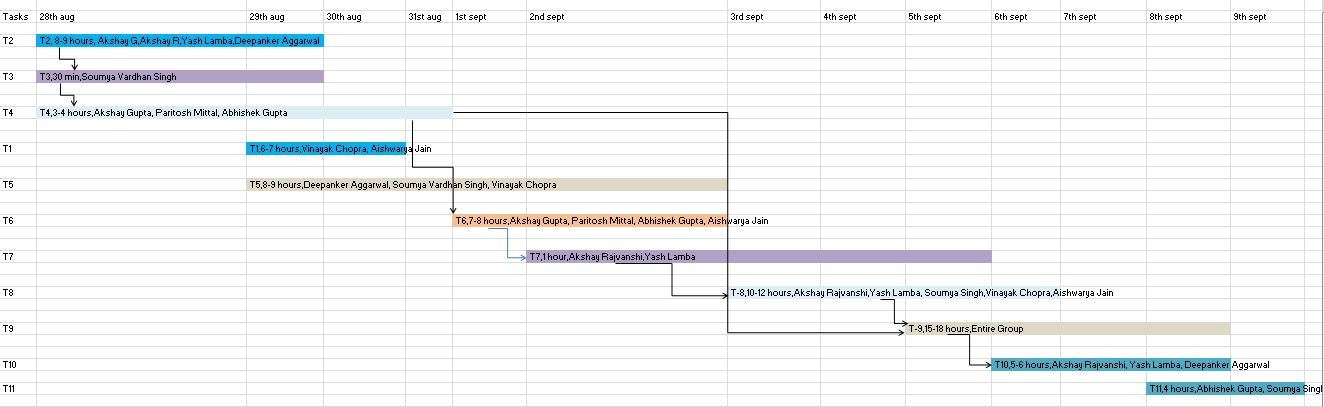 Tasks 28th aug 29th aug 30th aug 31st aug 1st sept 2nd sept 3rd sept 4th sept 5th sept 6th sept 7th sept 8th sept 9th sept
T2 T2, 8-9 hours, Akshay G,Akshay R,Yash Lamba,Deepanker Aggarwal
T3 T3,30 min,Soumya Vardhan Singh
T4 T4,3-4 hours,Akshay Gupta, Paritosh Mittal, Abhishek Gupta
T1 T1,6-7 hours,Vinayak Chopra, Aishwarya Jain
T5 T5,8-9 hours,Deepanker Aggarwal, Soumya Vardhan Singh, Vinayak Chopra
T6 T6,7-8 hours,Akshay Gupta, Paritosh Mittal, Abhishek Gupta, Aishwarya Jain
T7 T7,1 hour,Akshay Rajvanshi,Yash Lamba
T8 T-8,10-12 hours,Akshay Rajvanshi,Yash Lamba, Soumya Singh,Vinayak Chopra,Aishwarya Jain
T9 T-9,15-18 hours,Entire Group
T10 T10,5-6 hours,Akshay Rajvanshi, Yash Lamba, Deepanker Aggarwal
T11 T11,4 hours,Abhishek Gupta, Soumya Singl